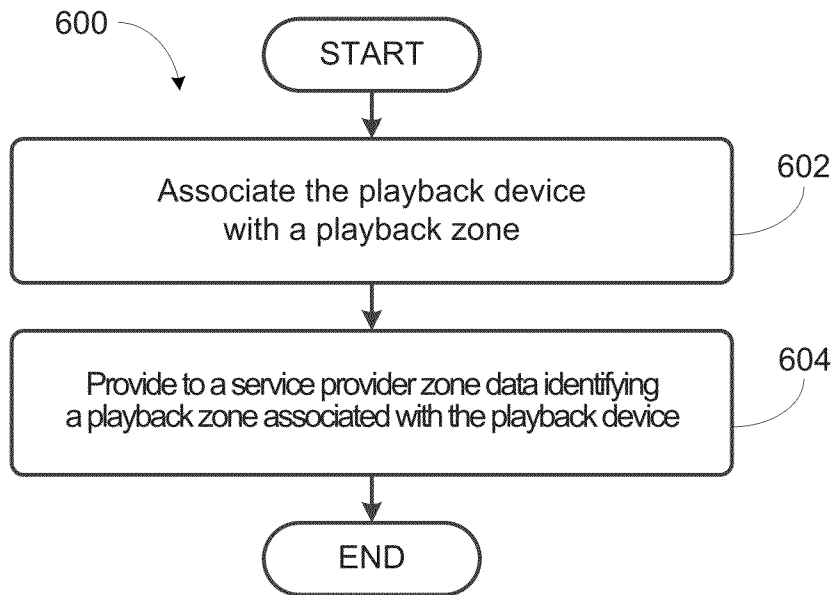 600
START
Associate the playback device
with a playback zone
602
Provide to a service provider zone data identifying
a playback zone associated with the playback device
604
END